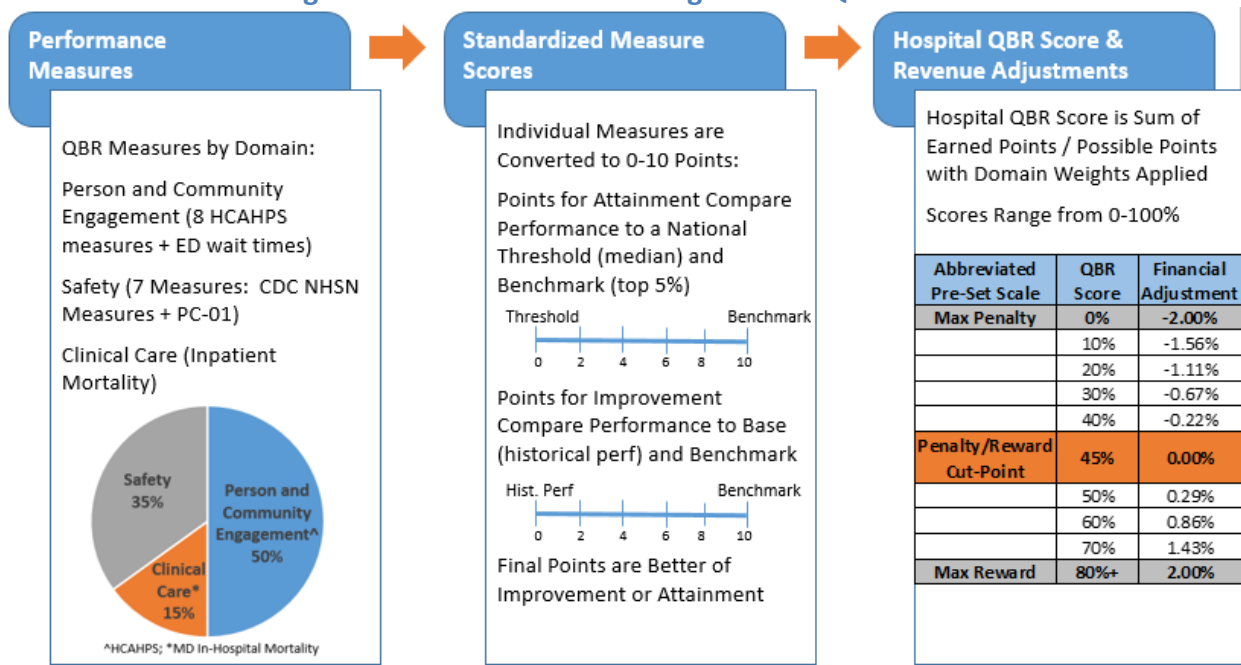 Performance
Measures
QBR Measures by Domain:
Person and Community
Engagement (8 HCAHPS
measures + ED wait times)
Safety (7 Measures: CDC NHSN
Measures + PC-01)
Clinical Care (Inpatient
Mortality)
Safety
35%
Person and
Community
Engagement^
50%
Clinical
Care*
15%
^HCAHPS; *MD In-Hospital Mortality
Standardized Measure
Scores
Individual Measures are
Converted to 0-10 Points:
Points for Attainment Compare
Performance to a National
Threshold (median) and
Benchmark (top 5%)
Threshold Benchmark
0 2 4 6 8 10
Points for Improvement
Compare Performance to Base
(historical perf) and Benchmark
Hist. Perf Benchmark
0 2 4 6 8 10
Final Points are Better of
Improvement or Attainment
Hospital QBR Score &
Revenue Adjustments
Hospital QBR Score is Sum of
Earned Points / Possible Points
with Domain Weights Applied
Scores Range from 0-100%
Abbreviated QBR Financial
Pre-Set Scale Score Adjustment
Max Penalty 0% -2.00%
10% -1.56%
20% -1.11%
30% -0.67%
40% -0.22%
Penalty/Reward
Cut-Point 45% 0.00%
50% 0.29%
60% 0.86%
70% 1.43%
Max Reward 80%+ 2.00%